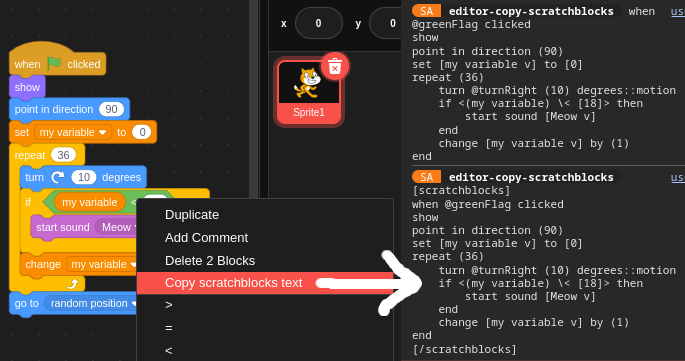 when clicked
show
point in direction 90
set my variable to 0
repeat 36
turn 10 degrees
if my variable <
start sound Meow
change my variable
go to random position
x 0 y 0
Sprite1
Duplicate
Add Comment
Delete 2 Blocks
Copy scratchblocks text
>
=
<
SA editor-copy-scratchblocks when
@greenFlag clicked
show
point in direction (90)
set [my variable v] to [0]
repeat (36)
turn @turnRight (10) degrees::motion
if <(my variable) \< [18]> then
start sound [Meow v]
end
change [my variable v] by (1)
end
SA editor-copy-scratchblocks
[scratchblocks]
when @greenFlag clicked
show
point in direction (90)
set [my variable v] to [0]
repeat (36)
turn @turnRight (10) degrees::motion
if <(my variable) \< [18]> then
start sound [Meow v]
end
change [my variable v] by (1)
end
[/scratchblocks]